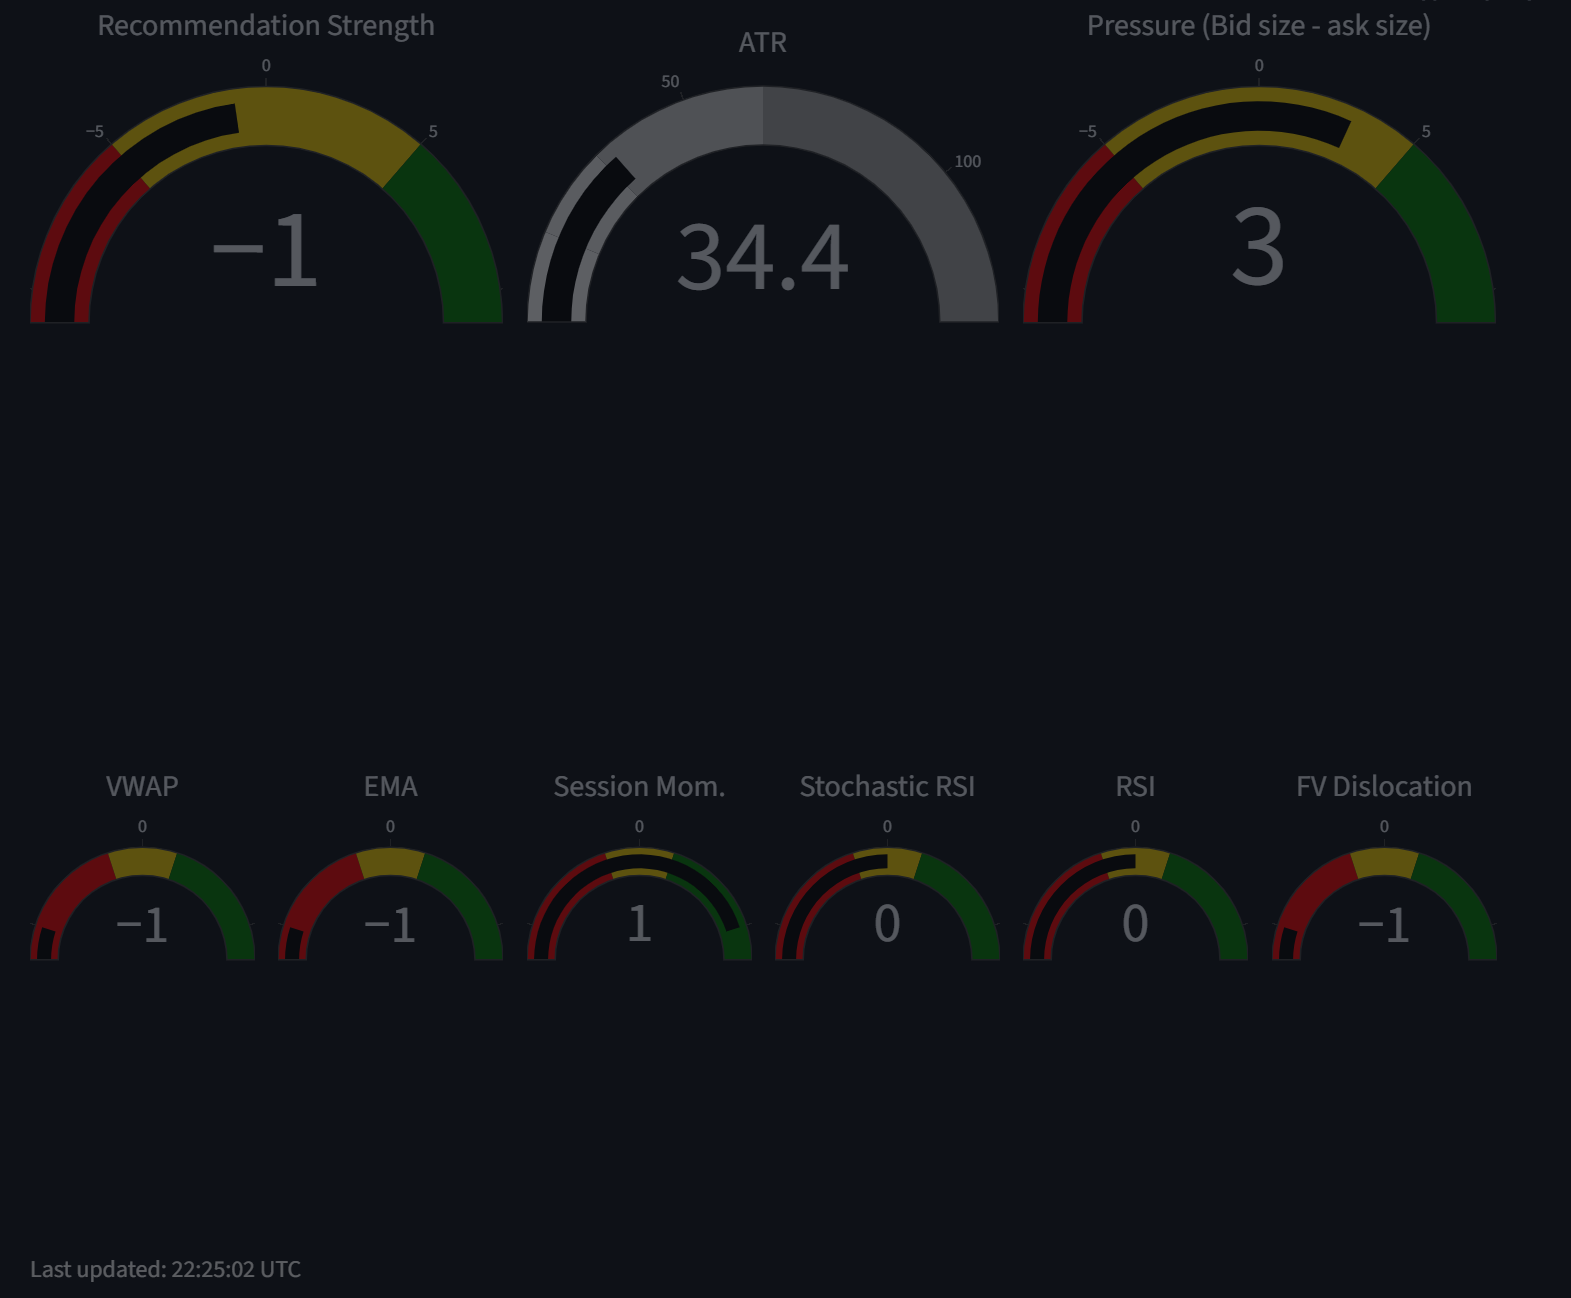 Recommendation Strength
ATR
Pressure (Bid size - ask size)
0
−5
5
−1
50
100
34.4
0
−5
5
3
VWAP
EMA
Session Mom.
Stochastic RSI
RSI
FV Dislocation
0
0
0
0
0
0
−1
−1
1
0
0
−1
Last updated: 22:25:02 UTC